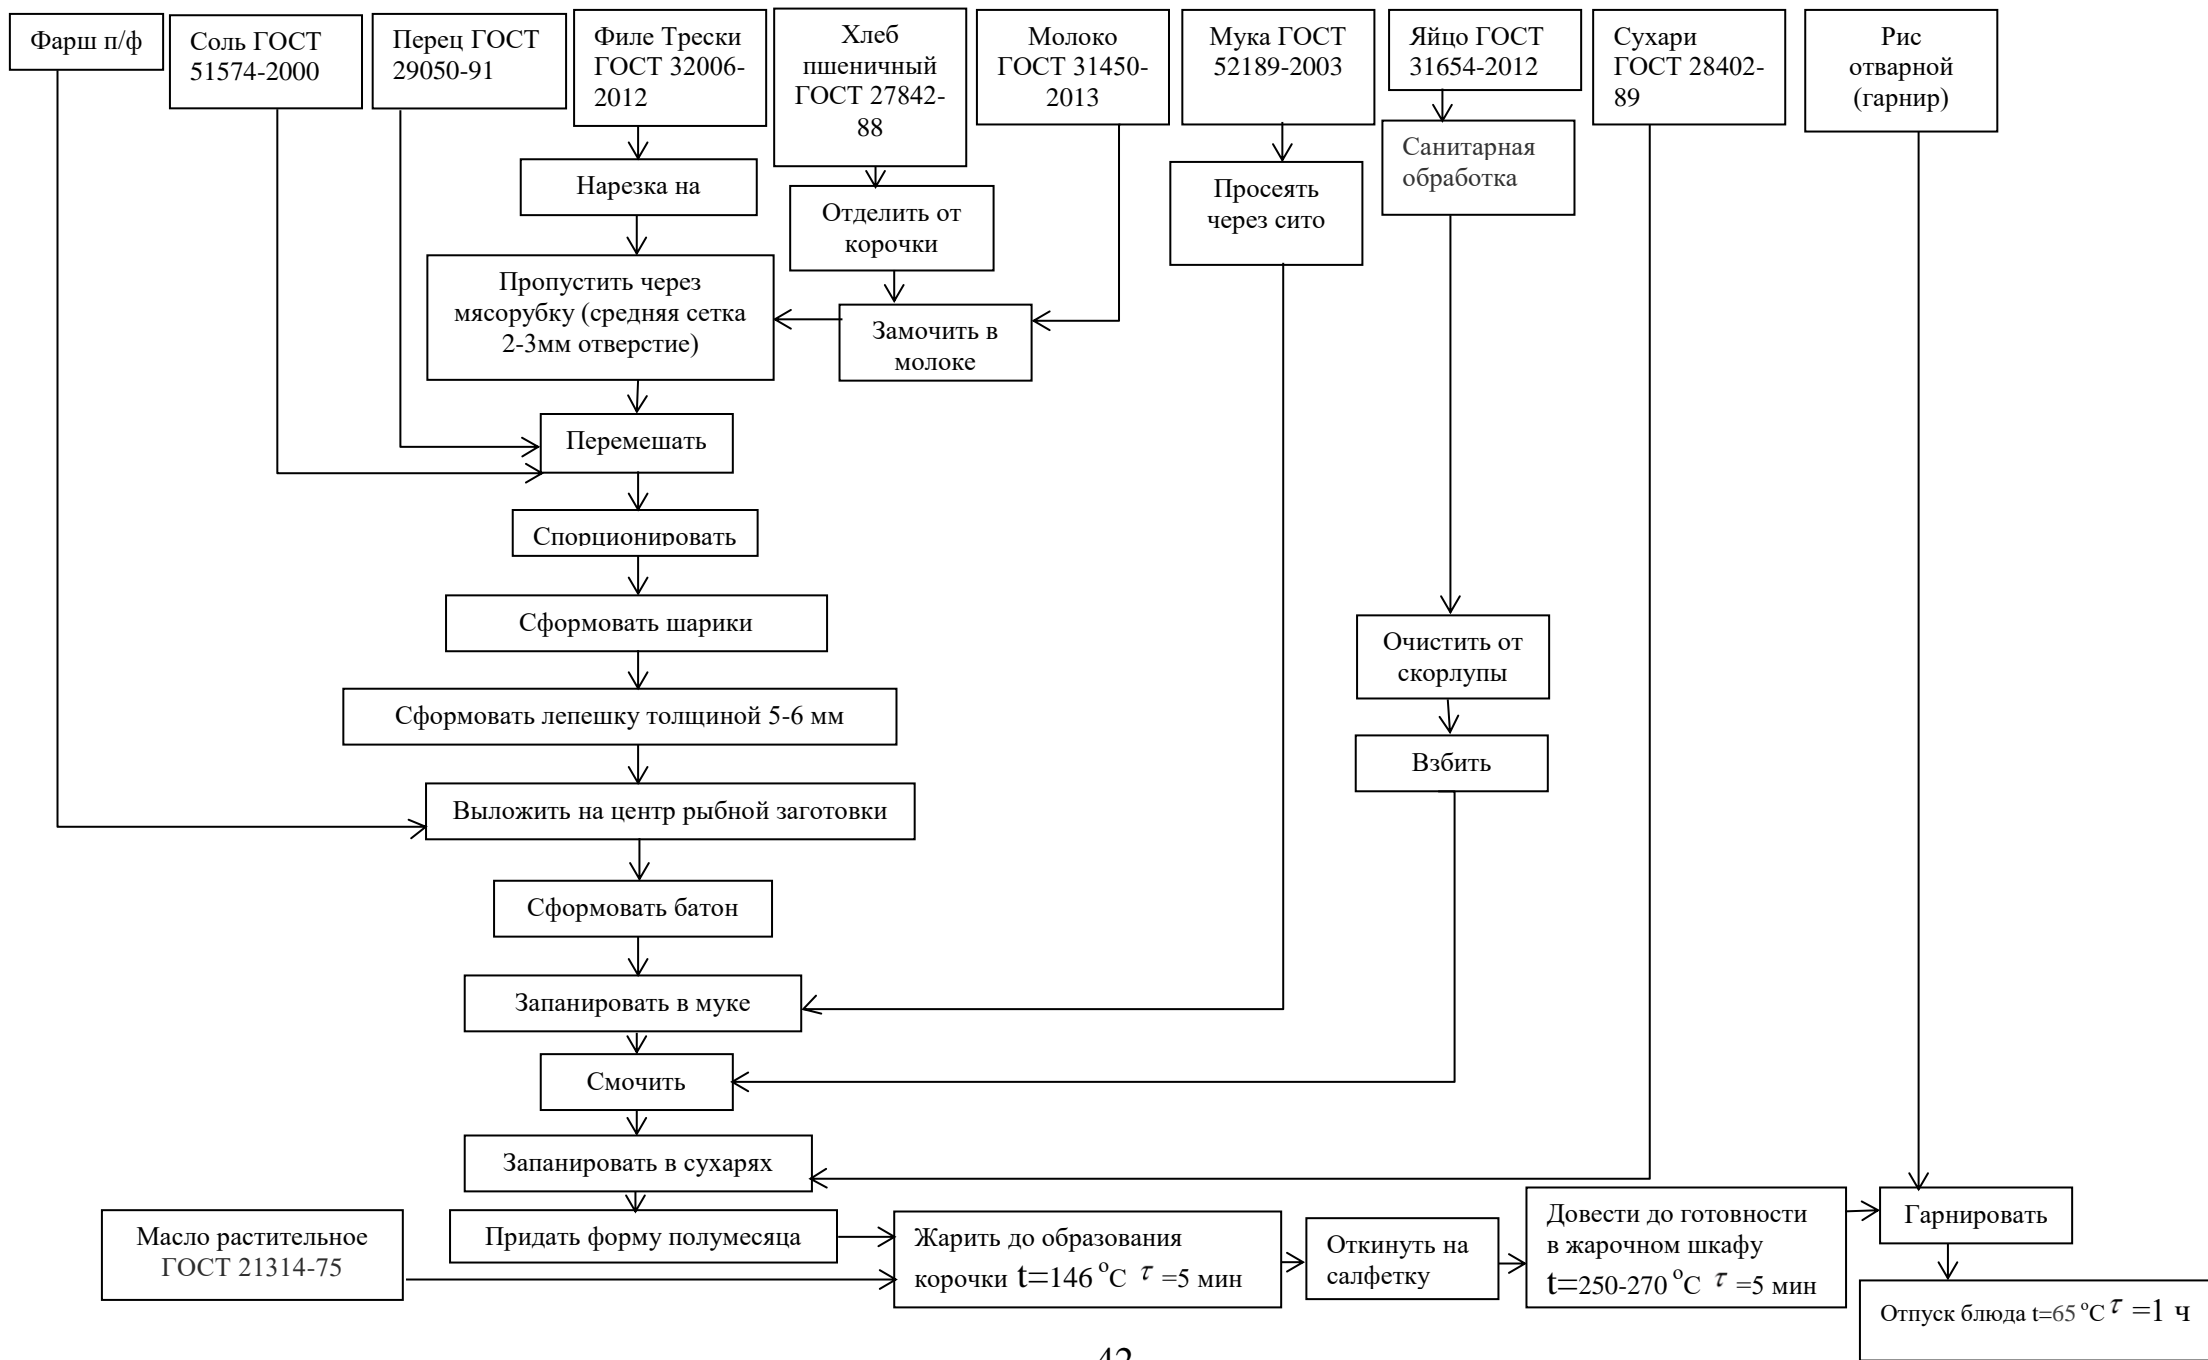 Фарш п/ф
Соль ГОСТ
51574-2000
Перец ГОСТ
29050-91
Филе Трески
ГОСТ 32006-
2012
Хлеб
пшеничный
ГОСТ 27842-
88
Молоко
ГОСТ 31450-
2013
Мука ГОСТ
52189-2003
Яйцо ГОСТ
31654-2012
Сухари
ГОСТ 28402-
89
Рис
отварной
(гарнир)
Нарезка на
Отделить от
корочки
Просеять
через сито
Санитарная
обработка
Пропустить через
мясорубку (средняя сетка
2-3мм отверстие)
Замочить в
молоке
Перемешать
Спорционировать
Сформовать шарики
Очистить от
скорлупы
Сформовать лепешку толщиной 5-6 мм
Взбить
Выложить на центр рыбной заготовки
Сформовать батон
Запанировать в муке
Смочить
Запанировать в сухарях
Масло растительное
ГОСТ 21314-75
Придать форму полумесяца
Жарить до образования
корочки t=146 °С τ =5 мин
Откинуть на
салфетку
Довести до готовности
в жарочном шкафу
t=250-270 °С τ =5 мин
Гарнировать
Отпуск блюда t=65 °С τ =1 ч
42